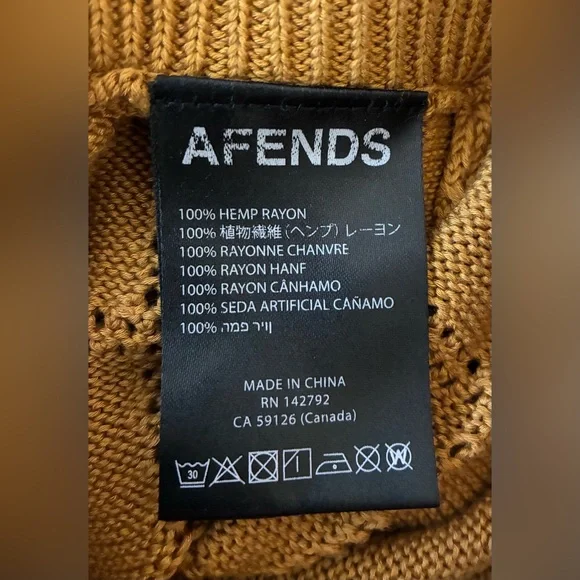 AFENDS
100% HEMP RAYON
100% 植物繊維(ヘンプ) レーヨン
100% RAYONNE CHANVRE
100% RAYON HANF
100% RAYON CÂNHAMO
100% SEDA ARTIFICIAL CAÑAMO
100% ןויר פמה
MADE IN CHINA
RN 142792
CA 59126 (Canada)
30 W